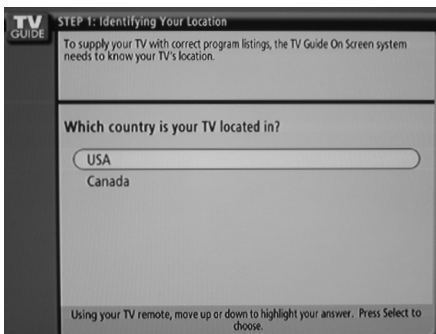 TV
GUIDE
STEP 1: Identifying Your Location
To supply your TV with correct program listings, the TV Guide On Screen system
needs to know your TV's location.
Which country is your TV located in?
USA
Canada
Using your TV remote, move up or down to highlight your answer. Press Select to
choose.